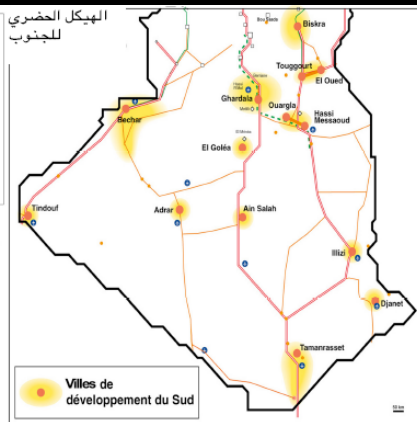 الهيكل الحضري
للجنوب
Biskra
Touggourt
El Oued
Ghardaia
Ouargla
Hassi
Messaoud
Bechar
El Goléa
Tindouf
Adrar
Ain Salah
Illizi
Djanet
Tamanrasset
Villes de
développement du Sud